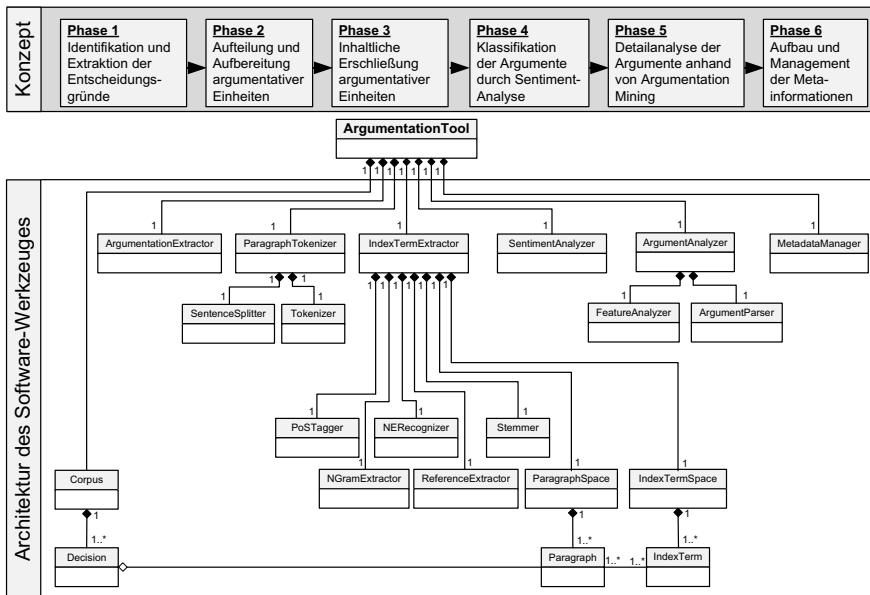 Konzept
Phase 1
Identifikation und
Extraktion der
Entscheidungs-
gründe
Phase 2
Aufteilung und
Aufbereitung
argumentativer
Einheiten
Phase 3
Inhaltliche
Erschließung
argumentativer
Einheiten
Phase 4
Klassifikation
der Argumente
durch Sentiment-
Analyse
Phase 5
Detailanalyse der
Argumente anhand
von Argumentation
Mining
Phase 6
Aufbau und
Management
der Meta-
informationen
Architektur des Software-Werkzeuges
ArgumentationTool
1 1 1 1 1 1 1
1 1 1 1 1 1
ArgumentationExtractor
ParagraphTokenizer
IndexTermExtractor
SentimentAnalyzer
ArgumentAnalyzer
MetadataManager
1 1
1 1 1 1 1 1 1
1 1
1 1
1 1
SentenceSplitter
Tokenizer
FeatureAnalyzer
ArgumentParser
1 1 1
PoSTagger
NERecognizer
Stemmer
1 1 1 1
Corpus
NGramExtractor
ReferenceExtractor
ParagraphSpace
IndexTermSpace
1 1 1
1..* 1..* 1..*
Decision
Paragraph
1..* 1..*
IndexTerm